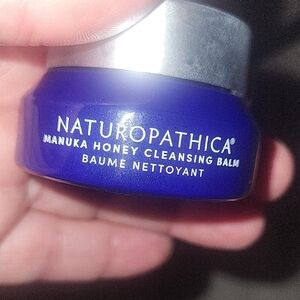 NATUROPATHICA®
MANUKA HONEY CLEANSING BALM
BAUME NETTOYANT